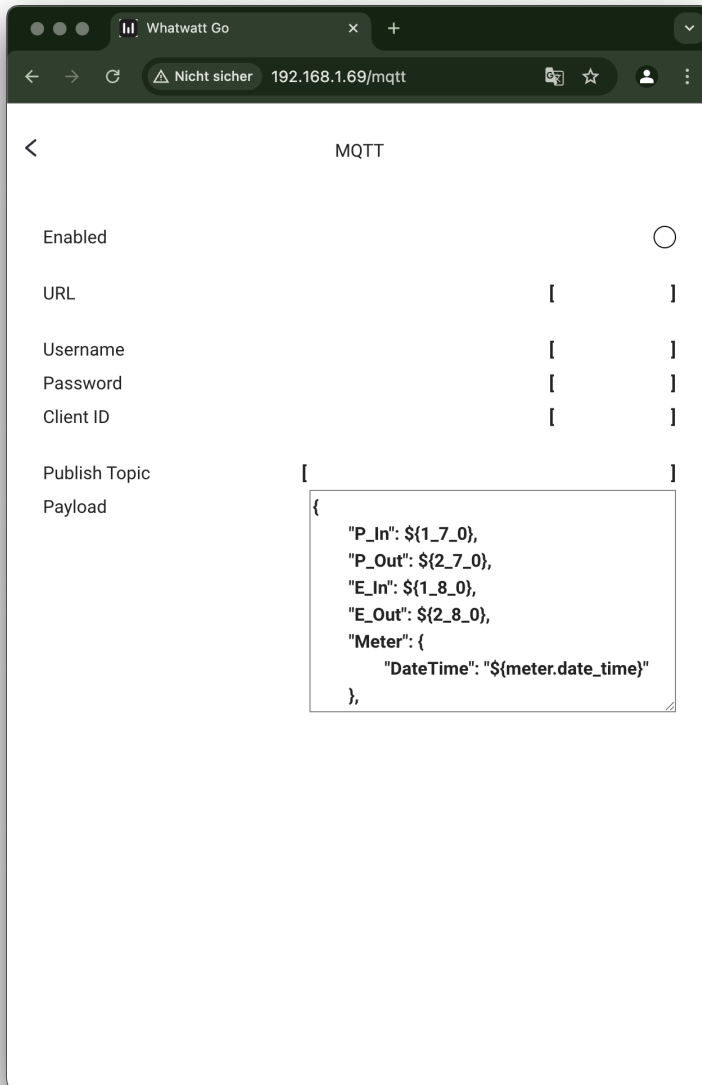 Whatwatt Go
Nicht sicher 192.168.1.69/mqtt
MQTT
Enabled
URL [ ]
Username [ ]
Password [ ]
Client ID [ ]
Publish Topic [ ]
Payload
{
"P_In": ${1_7_0},
"P_Out": ${2_7_0},
"E_In": ${1_8_0},
"E_Out": ${2_8_0},
"Meter": {
"DateTime": "${meter.date_time}"
},